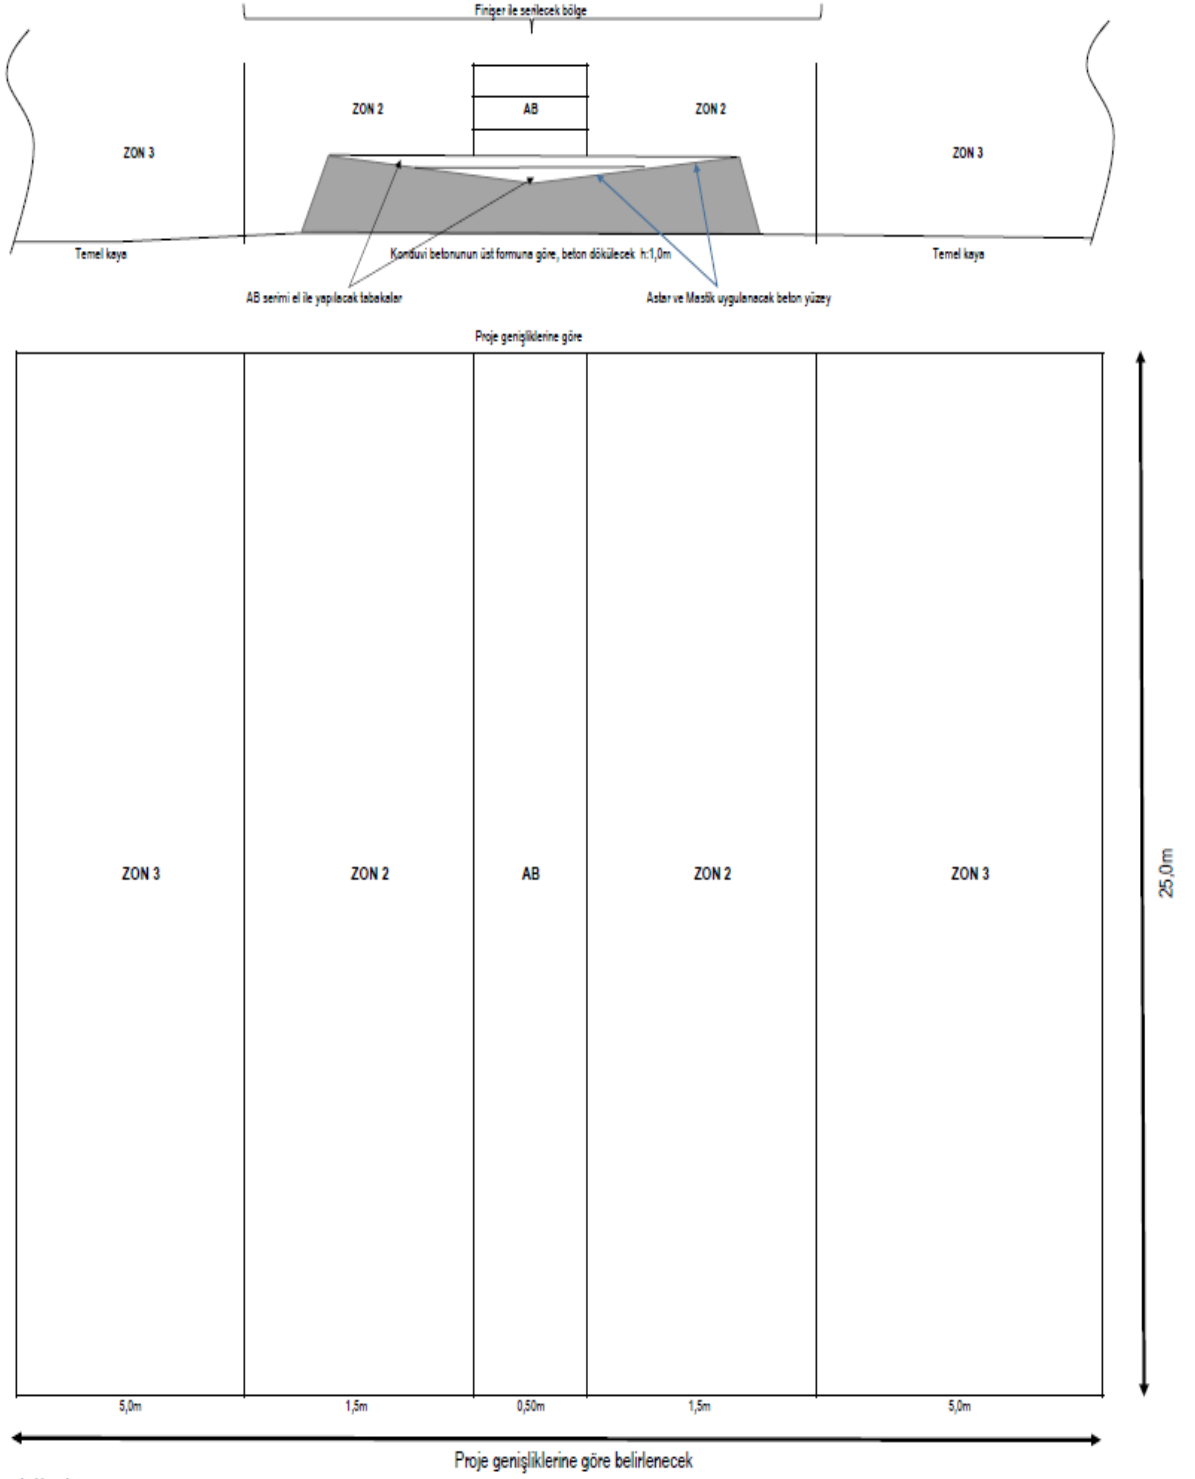 Finişer ile serilecek bölge
ZON 2
AB
ZON 2
ZON 3
ZON 3
Temel kaya
Konduvi betonunun üst formuna göre, beton dökülecek h:1,0m
Temel kaya
AB serimi el ile yapılacak tabakalar
Astar ve Mastik uygulanacak beton yüzey
Proje genişliklerine göre
ZON 3
ZON 2
AB
ZON 2
ZON 3
25,0m
5,0m
1,5m
0,50m
1,5m
5,0m
Proje genişliklerine göre belirlenecek